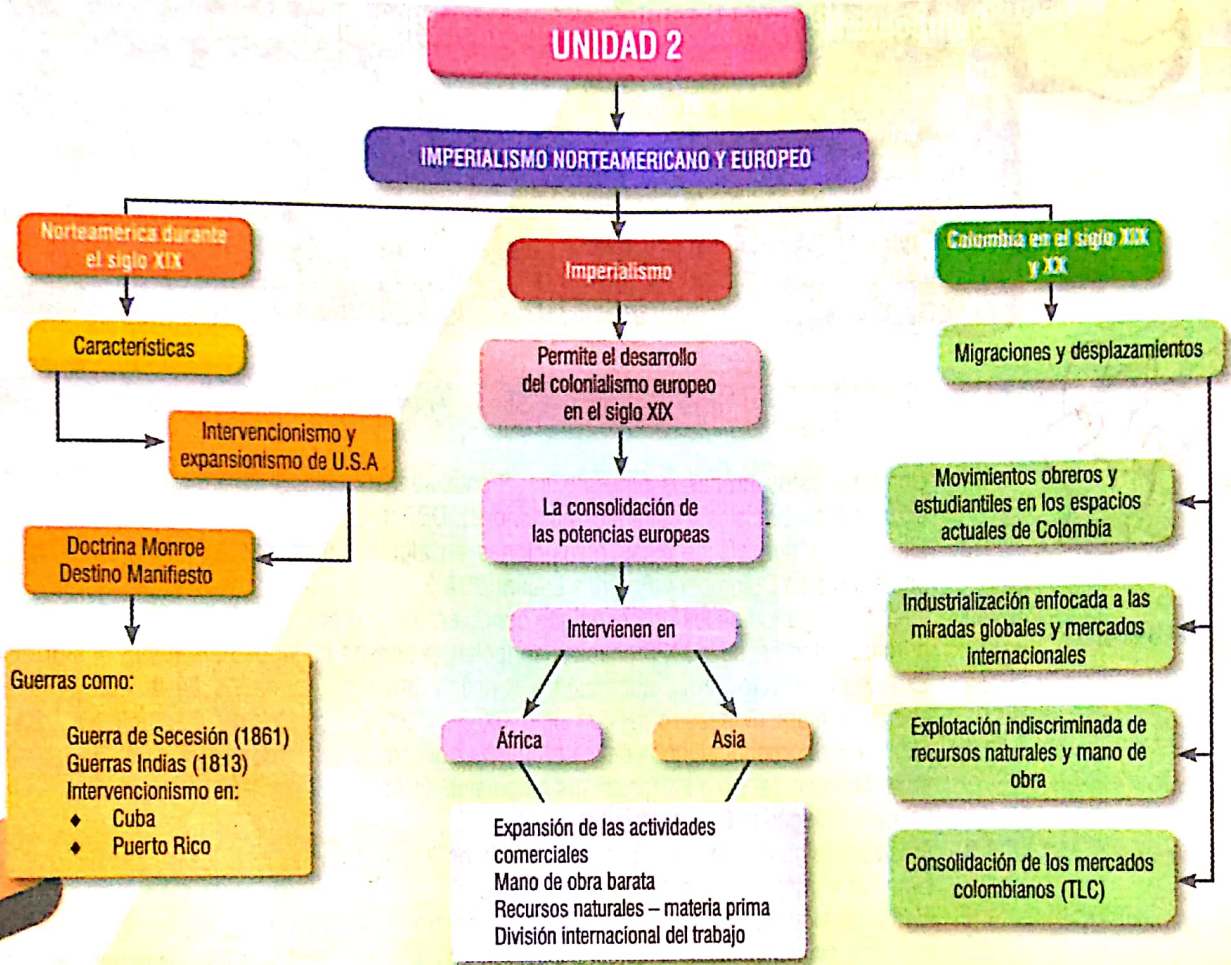 UNIDAD 2
IMPERIALISMO NORTEAMERICANO Y EUROPEO
Norteamerica durante
el siglo XIX
Características
Intervencionismo y
expansionismo de U.S.A
Doctrina Monroe
Destino Manifiesto
Guerras como:
Guerra de Secesión (1861)
Guerras Indias (1813)
Intervencionismo en:
♦ Cuba
♦ Puerto Rico
Imperialismo
Permite el desarrollo
del colonialismo europeo
en el siglo XIX
La consolidación de
las potencias europeas
Intervienen en
África
Asia
Expansión de las actividades
comerciales
Mano de obra barata
Recursos naturales – materia prima
División internacional del trabajo
Colombia en el siglo XIX
y XX
Migraciones y desplazamientos
Movimientos obreros y
estudiantiles en los espacios
actuales de Colombia
Industrialización enfocada a las
miradas globales y mercados
internacionales
Explotación indiscriminada de
recursos naturales y mano de
obra
Consolidación de los mercados
colombianos (TLC)